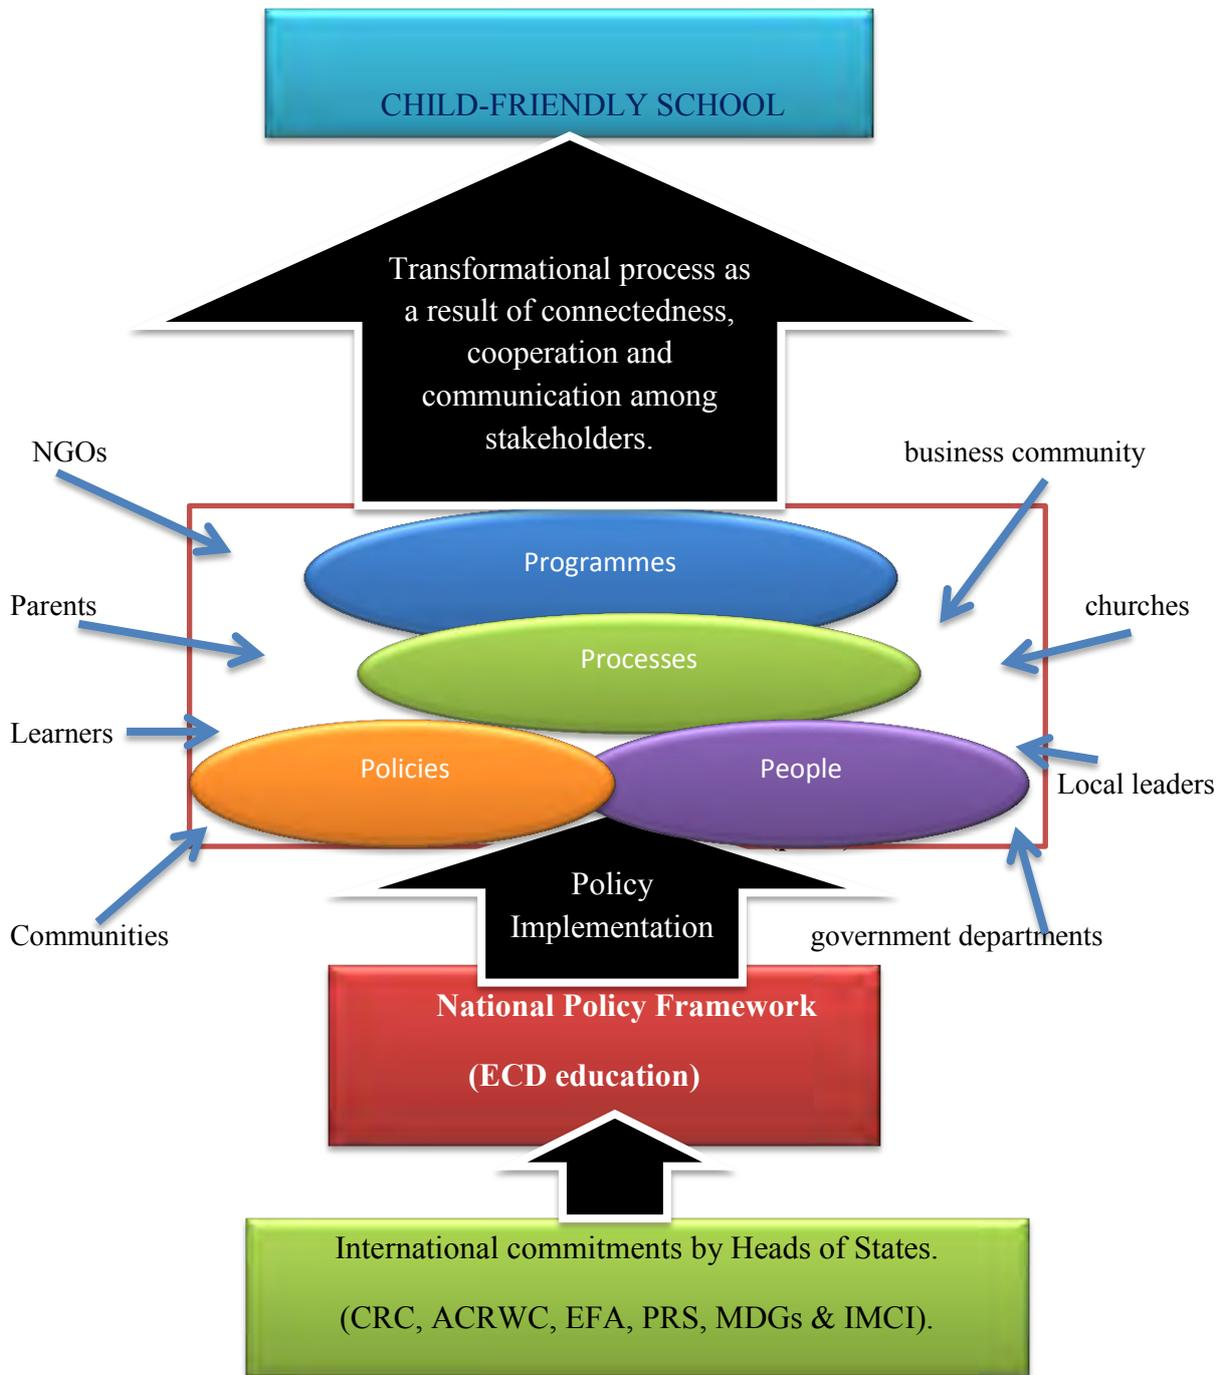 CHILD-FRIENDLY SCHOOL
Transformational process as
a result of connectedness,
cooperation and
communication among
stakeholders.
NGOs
business community
Programmes
Parents
churches
Processes
Learners
Policies
People
Local leaders
Policy
Implementation
Communities
government departments
National Policy Framework
(ECD education)
International commitments by Heads of States.
(CRC, ACRWC, EFA, PRS, MDGs & IMCI).